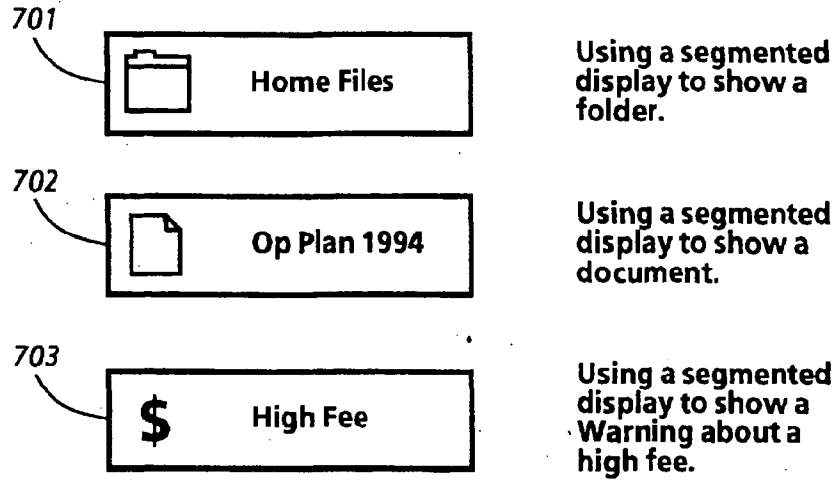 701
Home Files
Using a segmented
display to show a
folder.
702
Op Plan 1994
Using a segmented
display to show a
document.
703
$
High Fee
Using a segmented
display to show a
Warning about a
high fee.